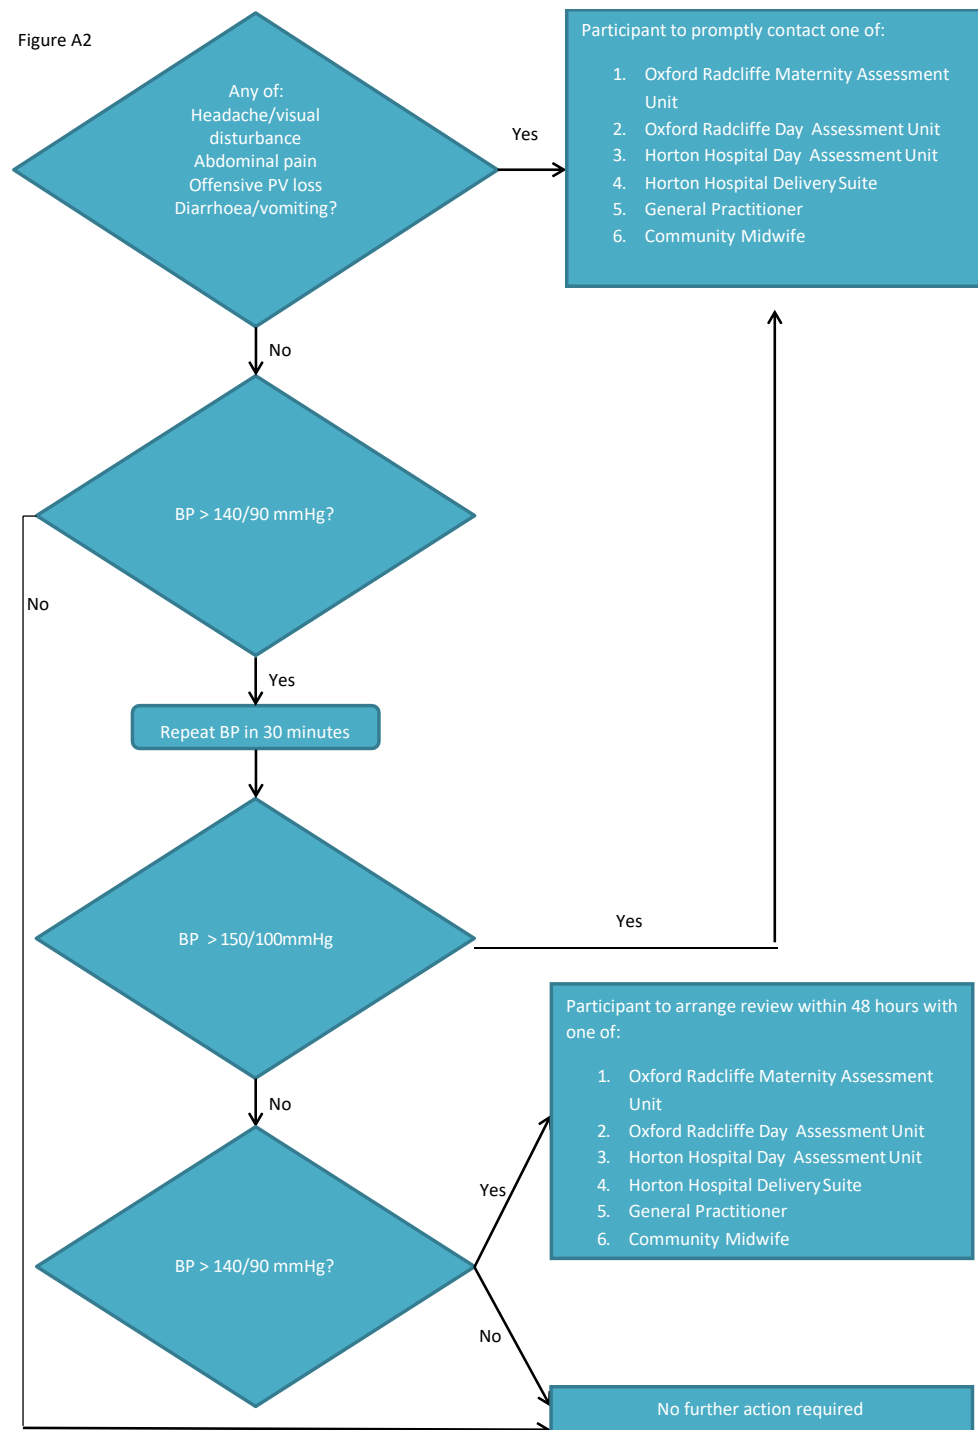 Figure A2
Any of:
Headache/visual
disturbance
Abdominal pain
Offensive PV loss
Diarrhoea/vomiting?
Yes
Participant to promptly contact one of:
1. Oxford Radcliffe Maternity Assessment
Unit
2. Oxford Radcliffe Day Assessment Unit
3. Horton Hospital Day Assessment Unit
4. Horton Hospital Delivery Suite
5. General Practitioner
6. Community Midwife
No
BP > 140/90 mmHg?
No
Yes
Repeat BP in 30 minutes
BP > 150/100mmHg
Yes
No
Participant to arrange review within 48 hours with
one of:
1. Oxford Radcliffe Maternity Assessment
Unit
2. Oxford Radcliffe Day Assessment Unit
3. Horton Hospital Day Assessment Unit
4. Horton Hospital Delivery Suite
5. General Practitioner
6. Community Midwife
BP > 140/90 mmHg?
Yes
No
No further action required